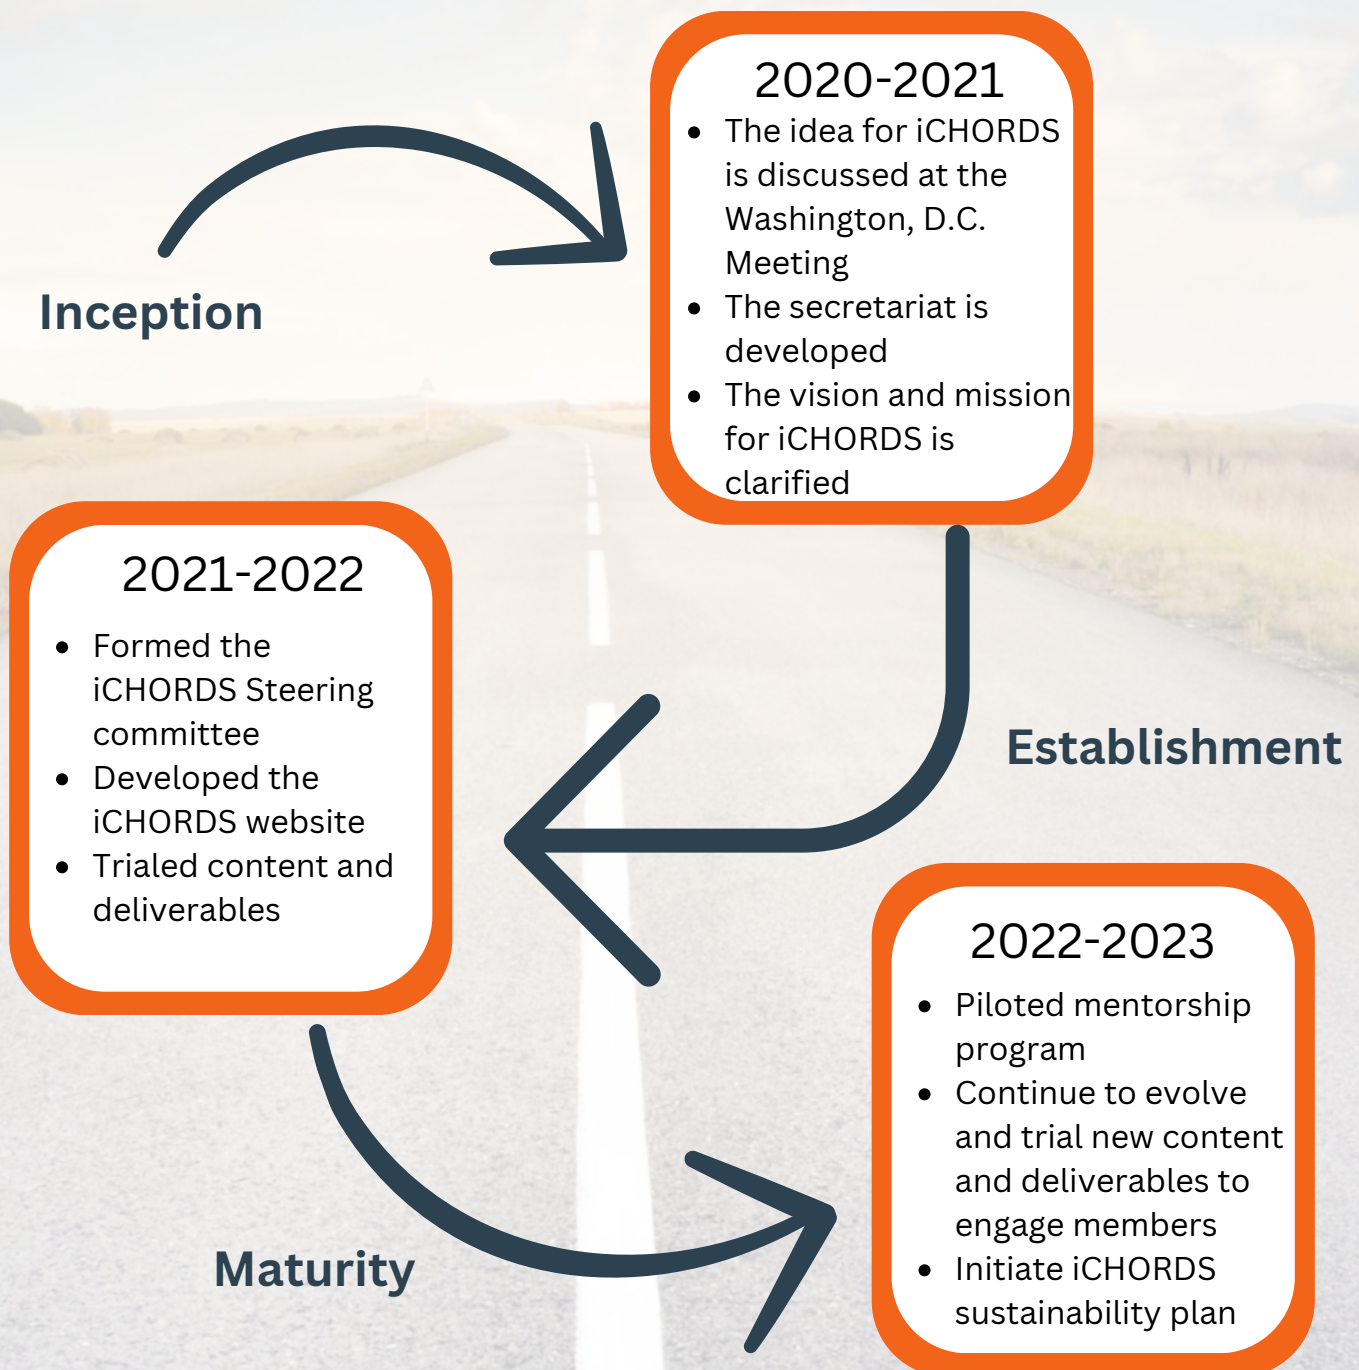 Inception
2020-2021
• The idea for iCHORDS
is discussed at the
Washington, D.C.
Meeting
• The secretariat is
developed
• The vision and mission
for iCHORDS is
clarified
Establishment
2021-2022
• Formed the
iCHORDS Steering
committee
• Developed the
iCHORDS website
• Trialed content and
deliverables
Maturity
2022-2023
• Piloted mentorship
program
• Continue to evolve
and trial new content
and deliverables to
engage members
• Initiate iCHORDS
sustainability plan